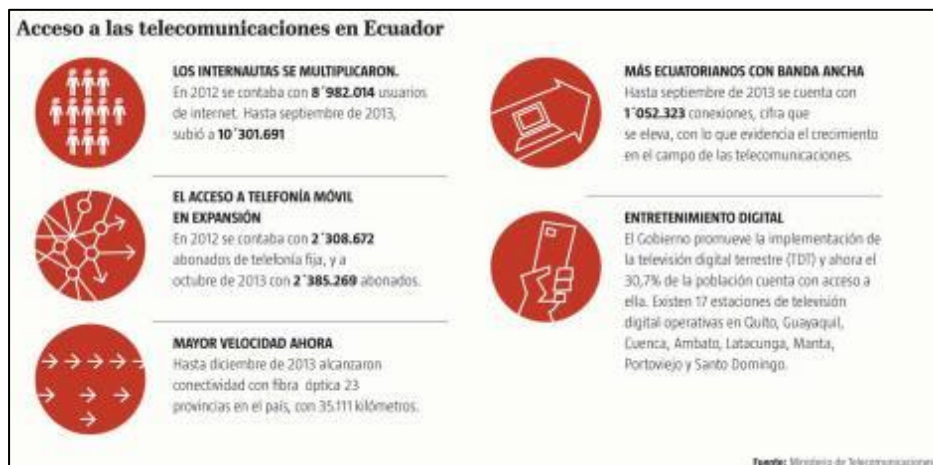 Acceso a las telecomunicaciones en Ecuador
LOS INTERNAUTAS SE MULTIPLICARON.
En 2012 se contaba con 8´982.014 usuarios
de internet. Hasta septiembre de 2013,
subió a 10´301.691
EL ACCESO A TELEFONÍA MÓVIL
EN EXPANSIÓN
En 2012 se contaba con 2´308.672
abonados de telefonía fija, y a
octubre de 2013 con 2´385.269 abonados.
MAYOR VELOCIDAD AHORA
Hasta diciembre de 2013 alcanzaron
conectividad con fibra óptica 23
provincias en el país, con 35.111 kilómetros.
MÁS ECUATORIANOS CON BANDA ANCHA
Hasta septiembre de 2013 se cuenta con
1´052.323 conexiones, cifra que
se eleva, con lo que evidencia el crecimiento
en el campo de las telecomunicaciones.
ENTRETENIMIENTO DIGITAL
El Gobierno promueve la implementación de
la televisión digital terrestre (TDT) y ahora el
30,7% de la población cuenta con acceso a
ella. Existen 17 estaciones de televisión
digital operativas en Quito, Guayaquil,
Cuenca, Ambato, Latacunga, Manta,
Portoviejo y Santo Domingo.
Fuente: Ministerio de Telecomunicaciones